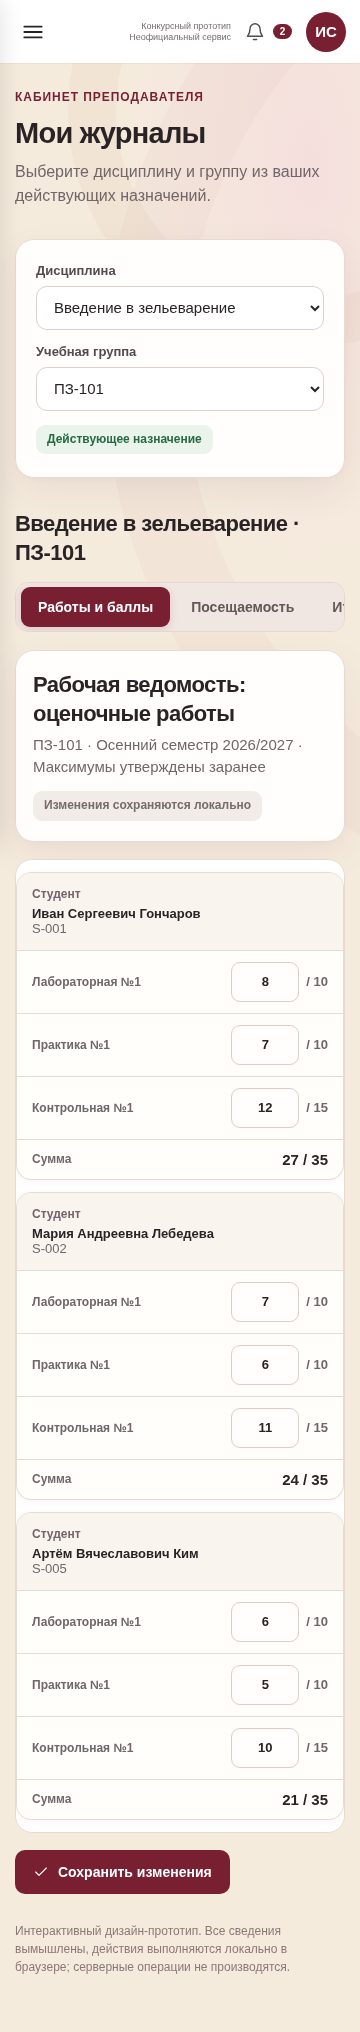 Конкурсный прототип
Неофициальный сервис
2
ИС
КАБИНЕТ ПРЕПОДАВАТЕЛЯ
Мои журналы
Выберите дисциплину и группу из ваших
действующих назначений.
Дисциплина
Введение в зельеварение
Учебная группа
ПЗ-101
Действующее назначение
Введение в зельеварение ·
ПЗ-101
Работы и баллы Посещаемость
Рабочая ведомость:
оценочные работы
ПЗ-101 · Осенний семестр 2026/2027 ·
Максимумы утверждены заранее
Изменения сохраняются локально
Студент
Иван Сергеевич Гончаров
S-001
Лабораторная №1 8 / 10
Практика №1 7 / 10
Контрольная №1 12 / 15
Сумма 27 / 35
Студент
Мария Андреевна Лебедева
S-002
Лабораторная №1 7 / 10
Практика №1 6 / 10
Контрольная №1 11 / 15
Сумма 24 / 35
Студент
Артём Вячеславович Ким
S-005
Лабораторная №1 6 / 10
Практика №1 5 / 10
Контрольная №1 10 / 15
Сумма 21 / 35
Сохранить изменения
Интерактивный дизайн-прототип. Все сведения
вымышлены, действия выполняются локально в
браузере; серверные операции не производятся.